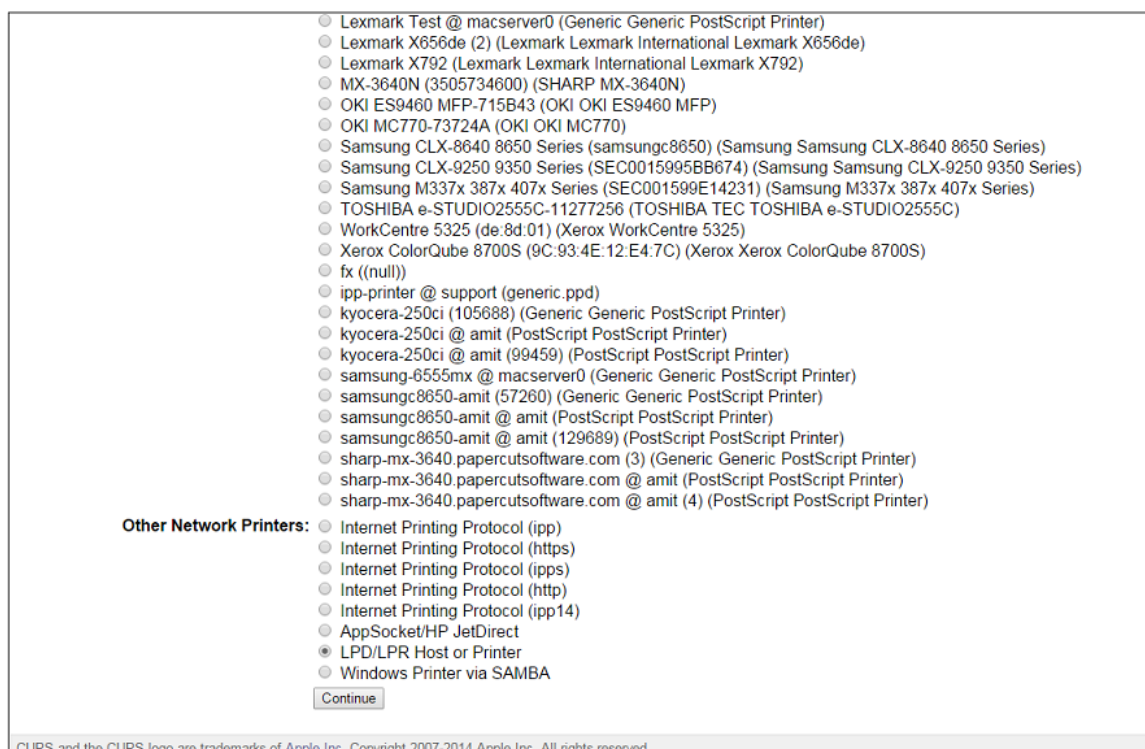 Lexmark Test @ macserver0 (Generic Generic PostScript Printer)
Lexmark X656de (2) (Lexmark Lexmark International Lexmark X656de)
Lexmark X792 (Lexmark Lexmark International Lexmark X792)
MX-3640N (3505734600) (SHARP MX-3640N)
OKI ES9460 MFP-715B43 (OKI OKI ES9460 MFP)
OKI MC770-73724A (OKI OKI MC770)
Samsung CLX-8640 8650 Series (samsungc8650) (Samsung Samsung CLX-8640 8650 Series)
Samsung CLX-9250 9350 Series (SEC0015995BB674) (Samsung Samsung CLX-9250 9350 Series)
Samsung M337x 387x 407x Series (SEC001599E14231) (Samsung M337x 387x 407x Series)
TOSHIBA e-STUDIO2555C-11277256 (TOSHIBA TEC TOSHIBA e-STUDIO2555C)
WorkCentre 5325 (de:8d:01) (Xerox WorkCentre 5325)
Xerox ColorQube 8700S (9C:93:4E:12:E4:7C) (Xerox Xerox ColorQube 8700S)
fx ((null))
ipp-printer @ support (generic.ppd)
kyocera-250ci (105688) (Generic Generic PostScript Printer)
kyocera-250ci @ amit (PostScript PostScript Printer)
kyocera-250ci @ amit (99459) (PostScript PostScript Printer)
samsung-6555mx @ macserver0 (Generic Generic PostScript Printer)
samsungc8650-amit (57260) (Generic Generic PostScript Printer)
samsungc8650-amit @ amit (PostScript PostScript Printer)
samsungc8650-amit @ amit (129689) (PostScript PostScript Printer)
sharp-mx-3640.papercutsoftware.com (3) (Generic Generic PostScript Printer)
sharp-mx-3640.papercutsoftware.com @ amit (PostScript PostScript Printer)
sharp-mx-3640.papercutsoftware.com @ amit (4) (PostScript PostScript Printer)
Other Network Printers: Internet Printing Protocol (ipp)
Internet Printing Protocol (https)
Internet Printing Protocol (ipps)
Internet Printing Protocol (http)
Internet Printing Protocol (ipp14)
AppSocket/HP JetDirect
LPD/LPR Host or Printer
Windows Printer via SAMBA
Continue
CUPS and the CUPS logo are trademarks of Apple Inc. Copyright 2007-2014 Apple Inc. All rights reserved.